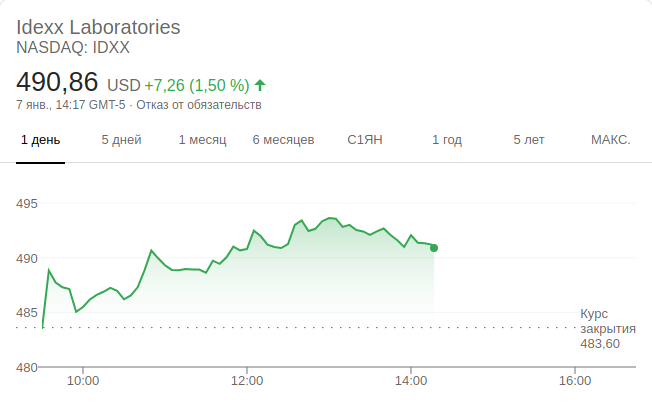 Idexx Laboratories
NASDAQ: IDXX
490,86 USD +7,26 (1,50 %)
7 янв., 14:17 GMT-5 · Отказ от обязательств
1 день 5 дней 1 месяц 6 месяцев С1ЯН 1 год 5 лет МАКС.
495
490
485
Курс
закрытия
483,60
480
10:00 12:00 14:00 16:00